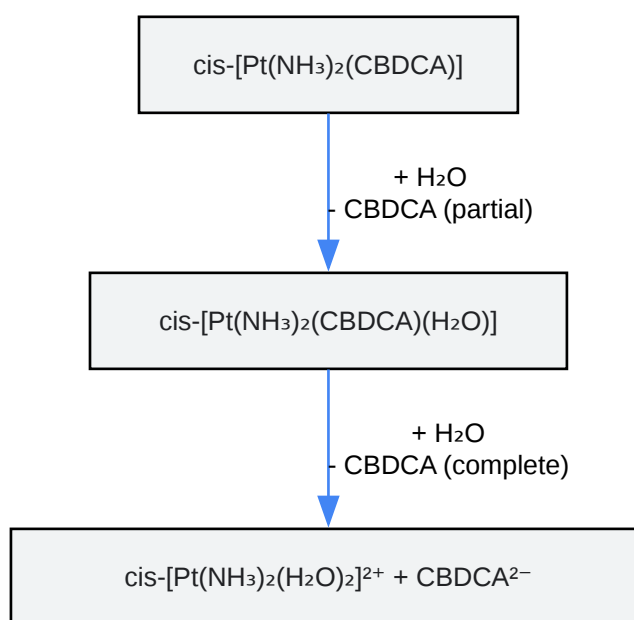 cis-[Pt(NH₃)₂(CBDCA)]
+ H₂O
- CBDCA (partial)
cis-[Pt(NH₃)₂(CBDCA)(H₂O)]
+ H₂O
- CBDCA (complete)
cis-[Pt(NH₃)₂(H₂O)₂]²⁺ + CBDCA²⁻